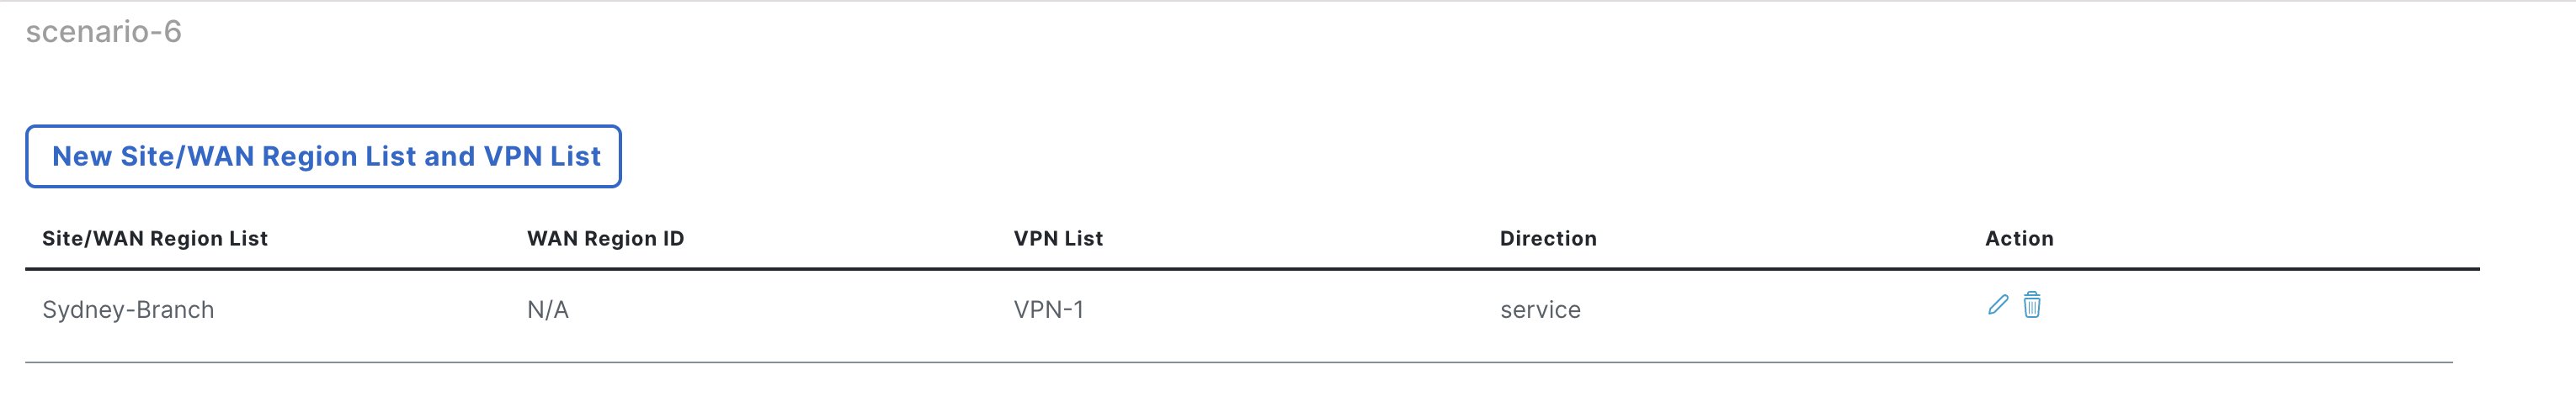 scenario-6
New Site/WAN Region List and VPN List
Site/WAN Region List WAN Region ID VPN List Direction Action
Sydney-Branch N/A VPN-1 service